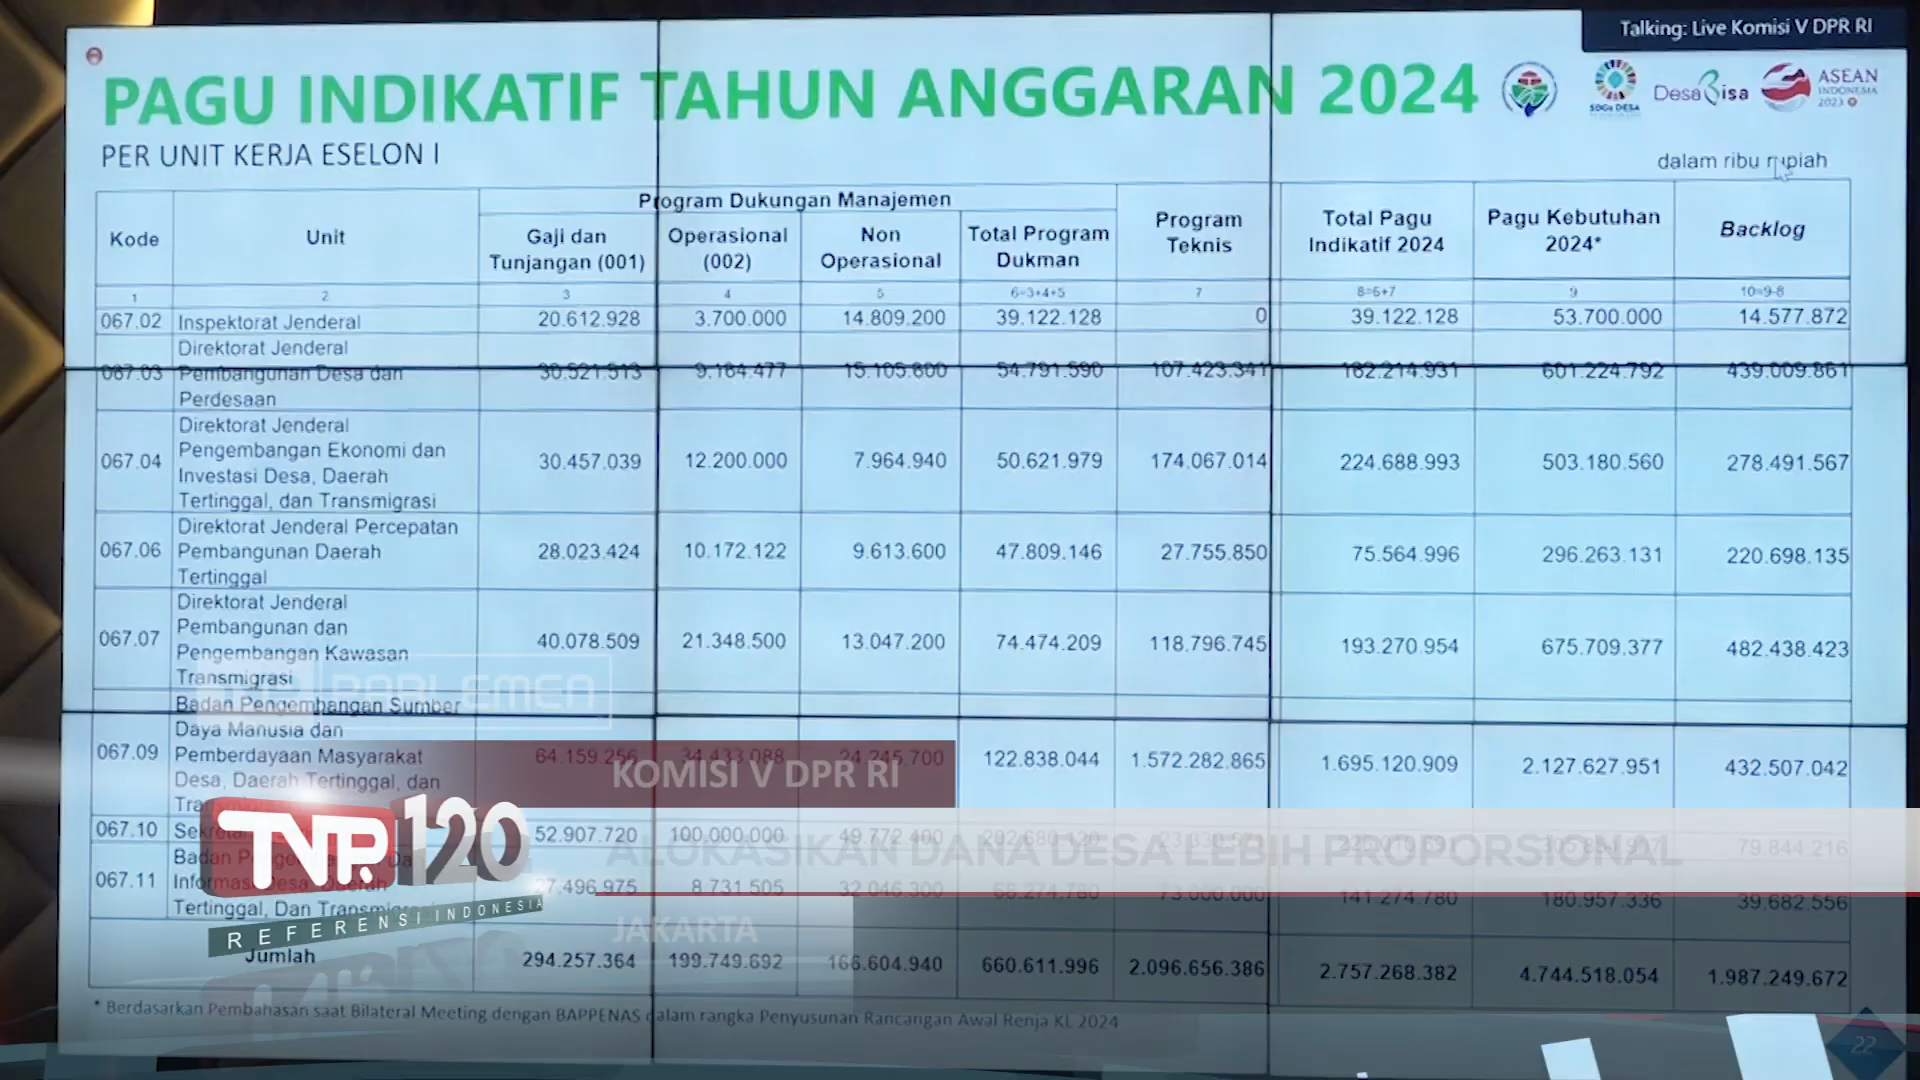 Talking: Live Komisi V DPR RI
PAGU INDIKATIF TAHUN ANGGARAN 2024
SDGs DESA
Desa Bisa
ASEAN
INDONESIA
2023
PER UNIT KERJA ESELON I
dalam ribu rupiah
Kode Unit Program Dukungan Manajemen Program Teknis Total Pagu Indikatif 2024 Pagu Kebutuhan 2024* Backlog
Gaji dan Tunjangan (001) Operasional (002) Non Operasional Total Program Dukman
1 2 3 4 5 6=3+4+5 7 8=6+7 9 10=9-8
067.02 Inspektorat Jenderal 20.612.928 3.700.000 14.809.200 39.122.128 0 39.122.128 53.700.000 14.577.872
Direktorat Jenderal
067.03 Pembangunan Desa dan 30.521.513 9.164.477 15.105.600 54.791.590 107.423.341 162.214.931 601.224.792 439.009.861
Perdesaan
Direktorat Jenderal
Pengembangan Ekonomi dan
067.04 30.457.039 12.200.000 7.964.940 50.621.979 174.067.014 224.688.993 503.180.560 278.491.567
Investasi Desa, Daerah
Tertinggal, dan Transmigrasi
Direktorat Jenderal Percepatan
067.06 Pembangunan Daerah 28.023.424 10.172.122 9.613.600 47.809.146 27.755.850 75.564.996 296.263.131 220.698.135
Tertinggal
Direktorat Jenderal
Pembangunan dan
067.07 40.078.509 21.348.500 13.047.200 74.474.209 118.796.745 193.270.954 675.709.377 482.438.423
Pengembangan Kawasan
Transmigrasi
PARLEMEN
Badan Pengembangan Sumber
Daya Manusia dan
067.09 Pemberdayaan Masyarakat 64.159.256 34.433.088 24.245.700 122.838.044 1.572.282.865 1.695.120.909 2.127.627.951 432.507.042
Desa, Daerah Tertinggal, dan
KOMISI V DPR RI
067.10 52.907.720 100.000.000 49.772.400 79.844.216
ALOKASIKAN DANA DESA LEBIH PROPORSIONAL
067.11 27.496.975 8.731.505 32.046.300 68.274.780 73.000.000 141.274.780 180.957.336 39.682.556
TVP. 120
REFERENSI INDONESIA
JAKARTA
Jumlah 294.257.364 199.749.692 166.604.940 660.611.996 2.096.656.386 2.757.268.382 4.744.518.054 1.987.249.672
* Berdasarkan Pembahasan saat Bilateral Meeting dengan BAPPENAS dalam rangka Penyusunan Rancangan Awal Renja KL 2024
22